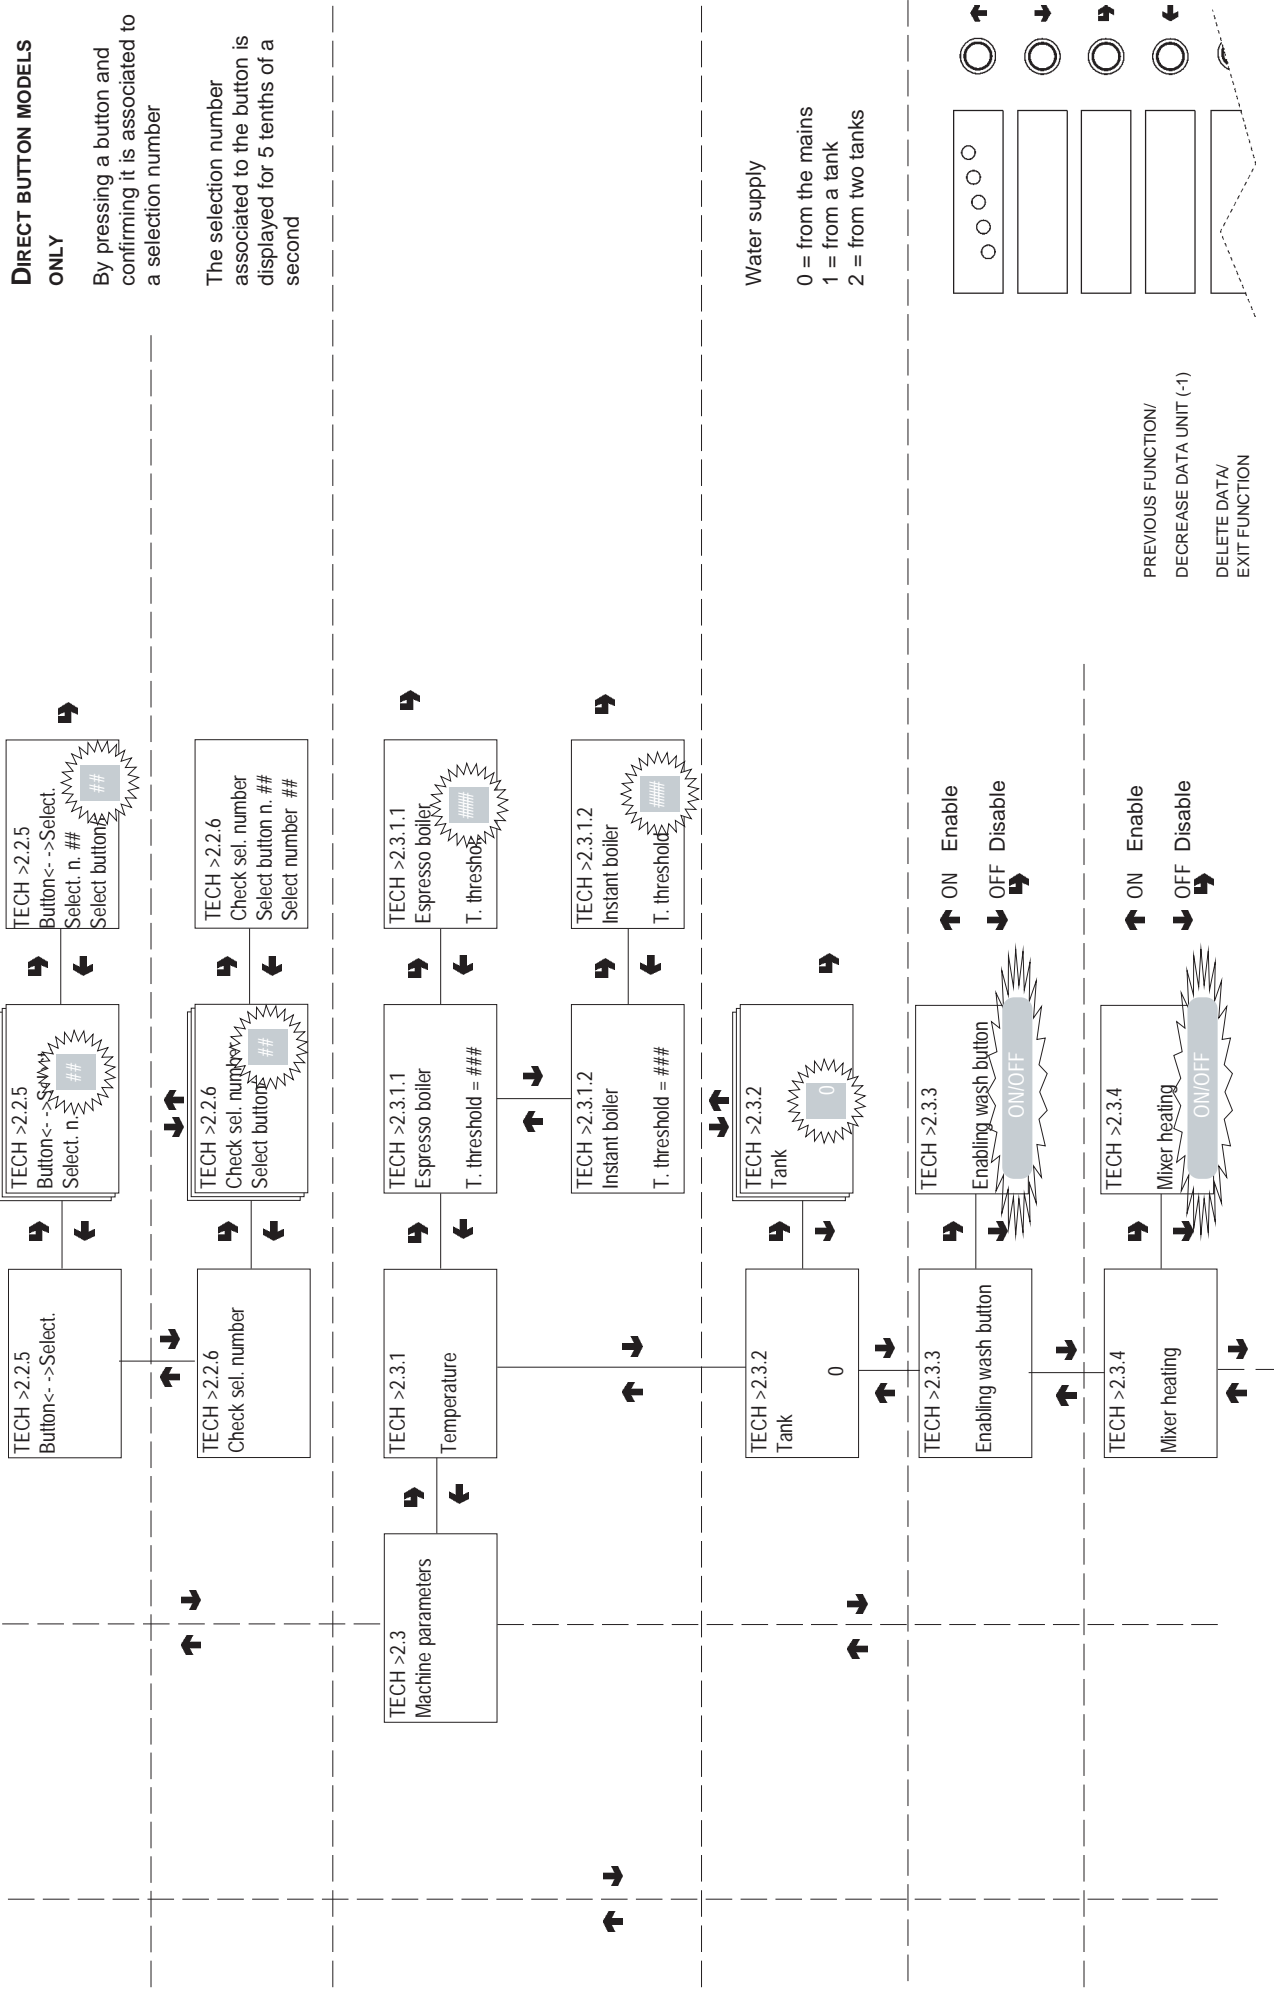 TECH >2.2.5
Button<- ->Select.
TECH >2.2.5
Button<- ->Select.
Select. n.
##
TECH >2.2.5
Button<- ->Select.
Select. n. ##
Select button
##
DIRECT BUTTON MODELS
ONLY
By pressing a button and
confirming it is associated to
a selection number
TECH >2.2.6
Check sel. number
TECH >2.2.6
Check sel. number
Select button
##
TECH >2.2.6
Check sel. number
Select button n. ##
Select number ##
The selection number
associated to the button is
displayed for 5 tenths of a
second
TECH >2.3
Machine parameters
TECH >2.3.1
Temperature
TECH >2.3.1.1
Espresso boiler
T. threshold = ###
TECH >2.3.1.1
Espresso boiler
T. threshol
###
TECH >2.3.1.2
Instant boiler
T. threshold = ###
TECH >2.3.1.2
Instant boiler
T. threshold
###
TECH >2.3.2
Tank
0
TECH >2.3.2
Tank
0
Water supply
0 = from the mains
1 = from a tank
2 = from two tanks
TECH >2.3.3
Enabling wash button
TECH >2.3.3
Enabling wash button
ON/OFF
ON Enable
OFF Disable
TECH >2.3.4
Mixer heating
TECH >2.3.4
Mixer heating
ON/OFF
ON Enable
OFF Disable
PREVIOUS FUNCTION/
DECREASE DATA UNIT (-1)
DELETE DATA/
EXIT FUNCTION